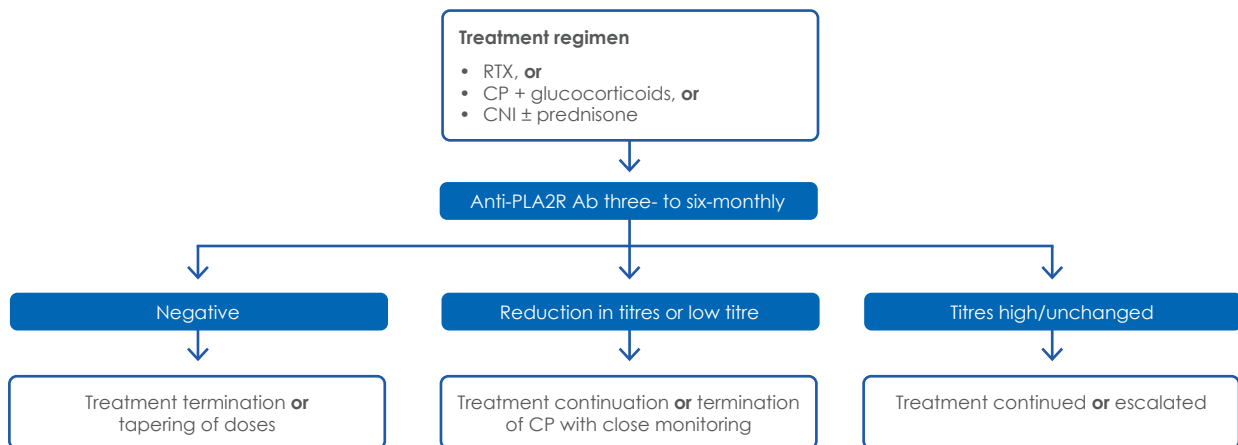 Treatment regimen
• RTX, or
• CP + glucocorticoids, or
• CNI ± prednisone
Anti-PLA2R Ab three- to six-monthly
Negative
Reduction in titres or low titre
Titres high/unchanged
Treatment termination or
tapering of doses
Treatment continuation or termination
of CP with close monitoring
Treatment continued or escalated